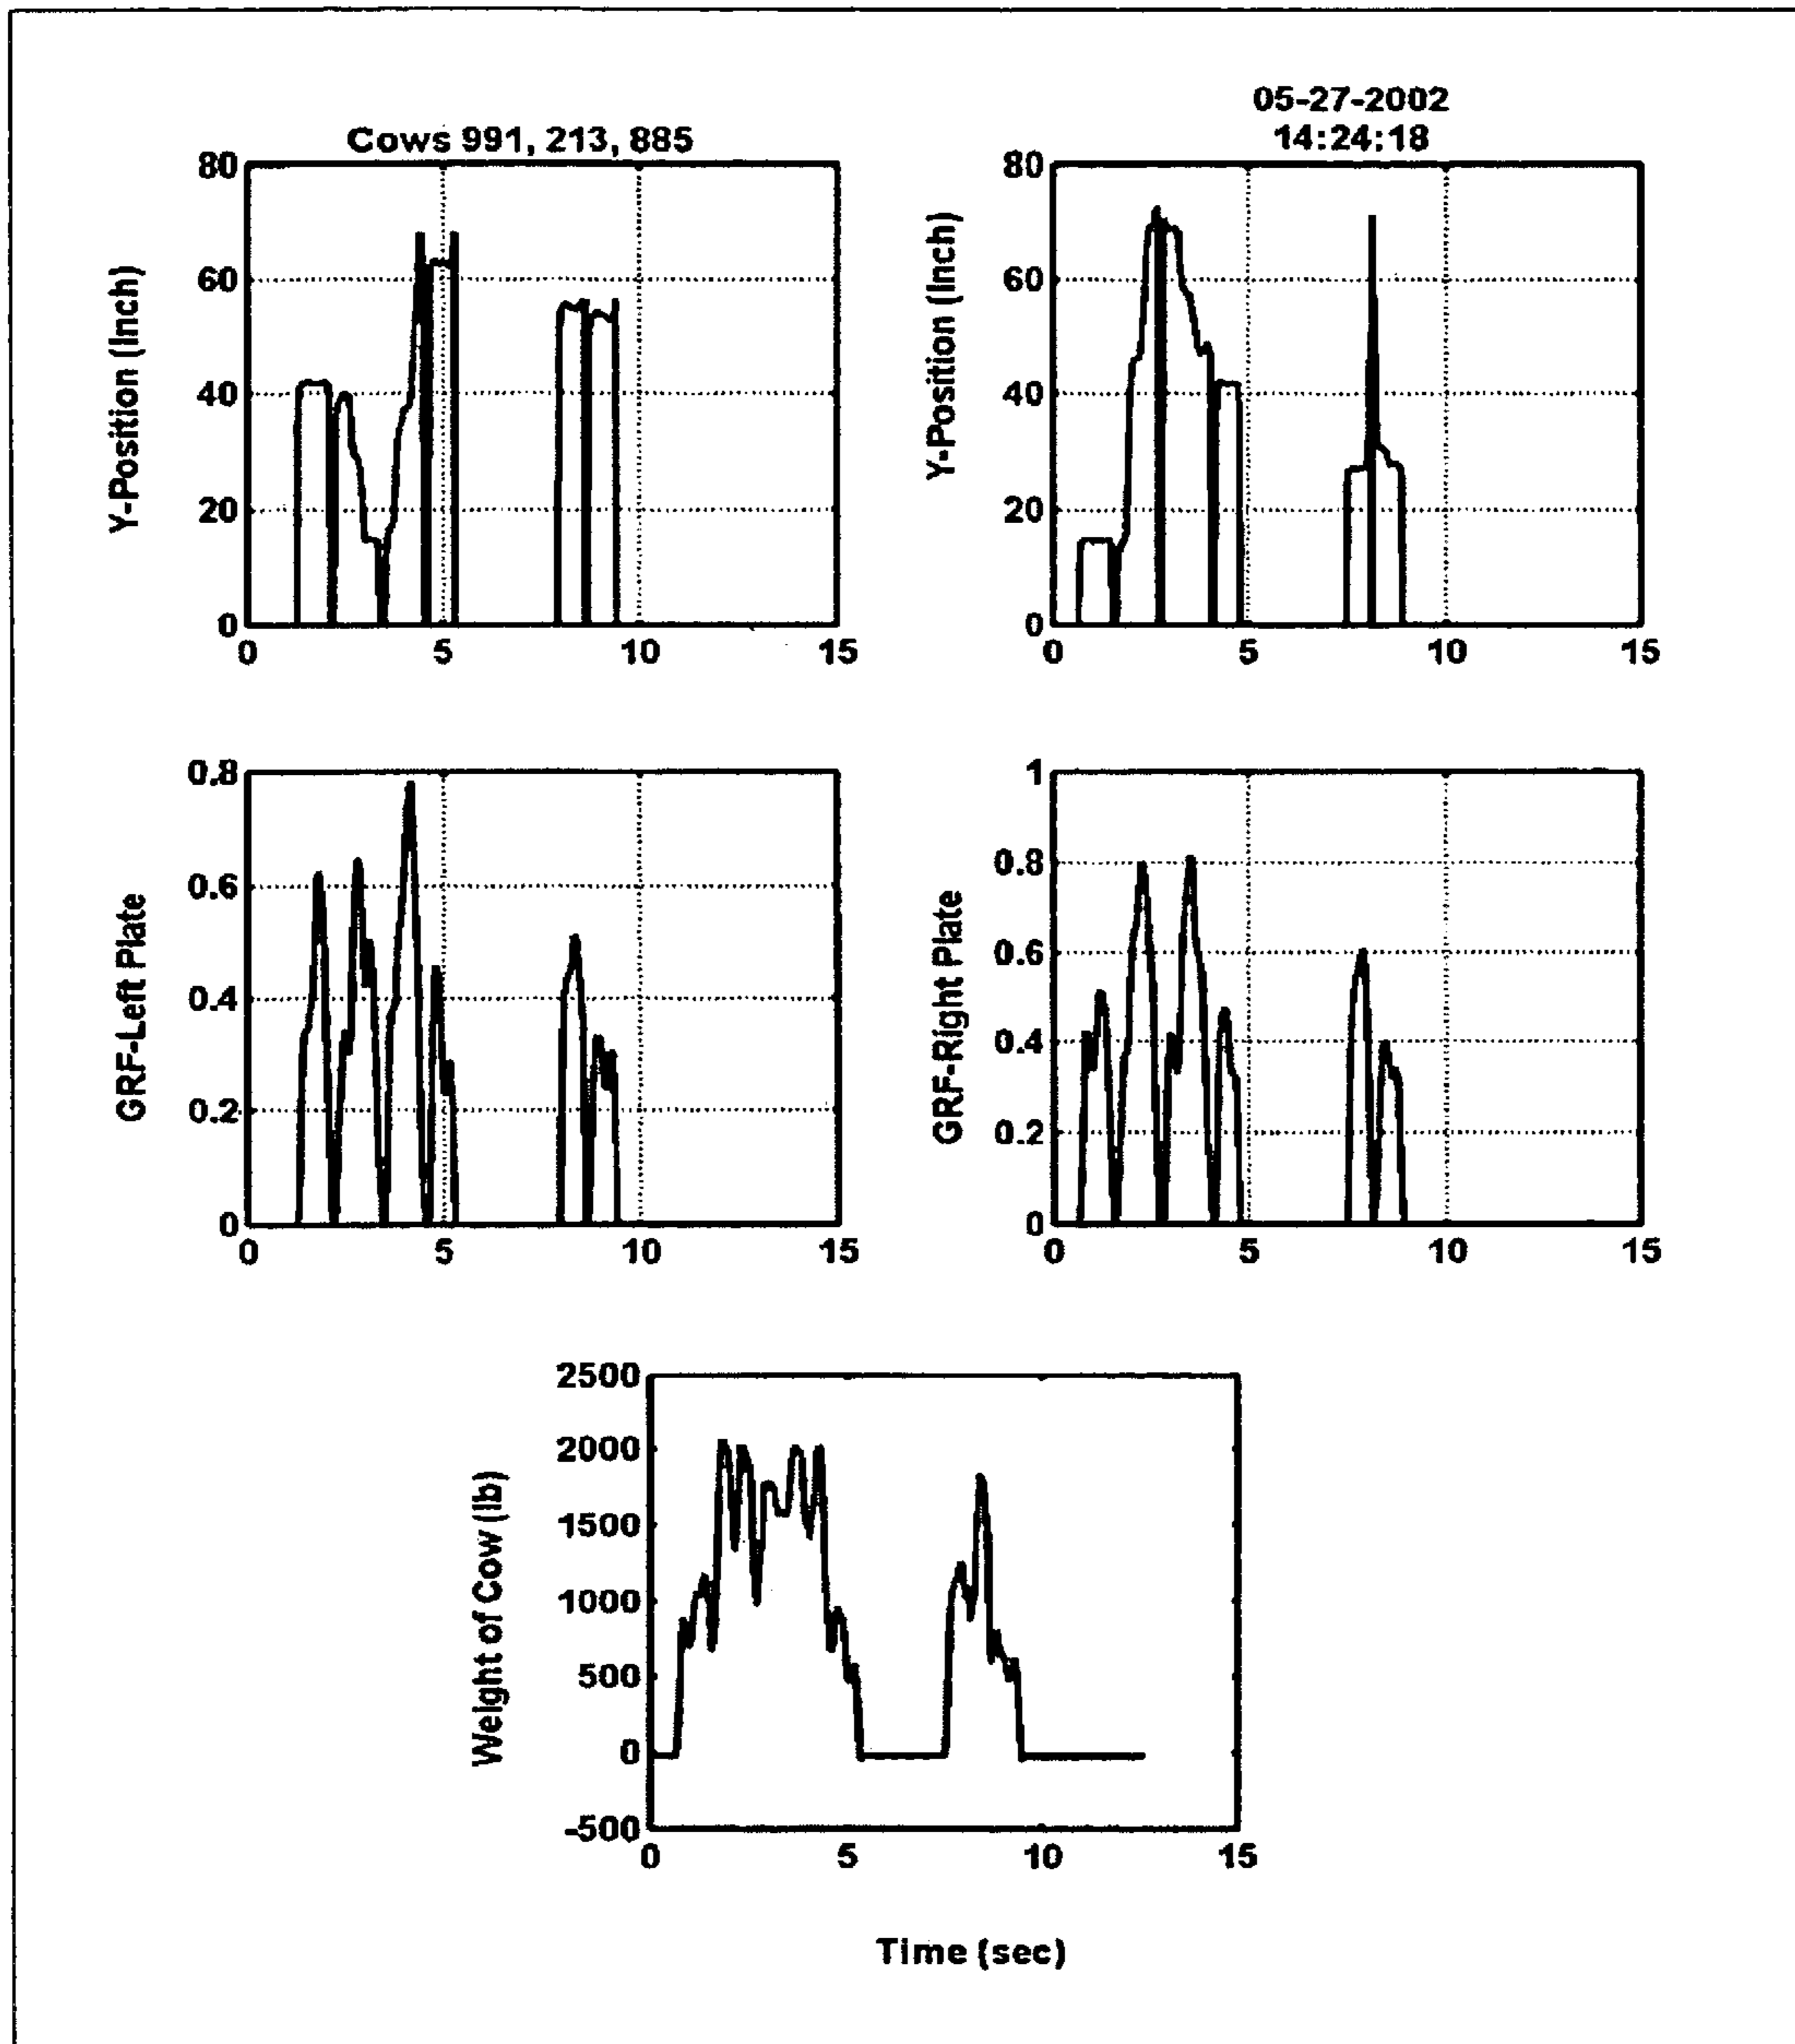 Cows 991, 213, 885
05-27-2002
14:24:18
Y-Position (Inch)
80
60
40
20
0
0 5 10 15
Y-Position (Inch)
80
60
40
20
0
0 5 10 15
GRF-Left Plate
0.8
0.6
0.4
0.2
0
0 5 10 15
GRF-Right Plate
1
0.8
0.6
0.4
0.2
0
0 5 10 15
Weight of Cow (lb)
2500
2000
1500
1000
500
0
-500
0 5 10 15
Time (sec)